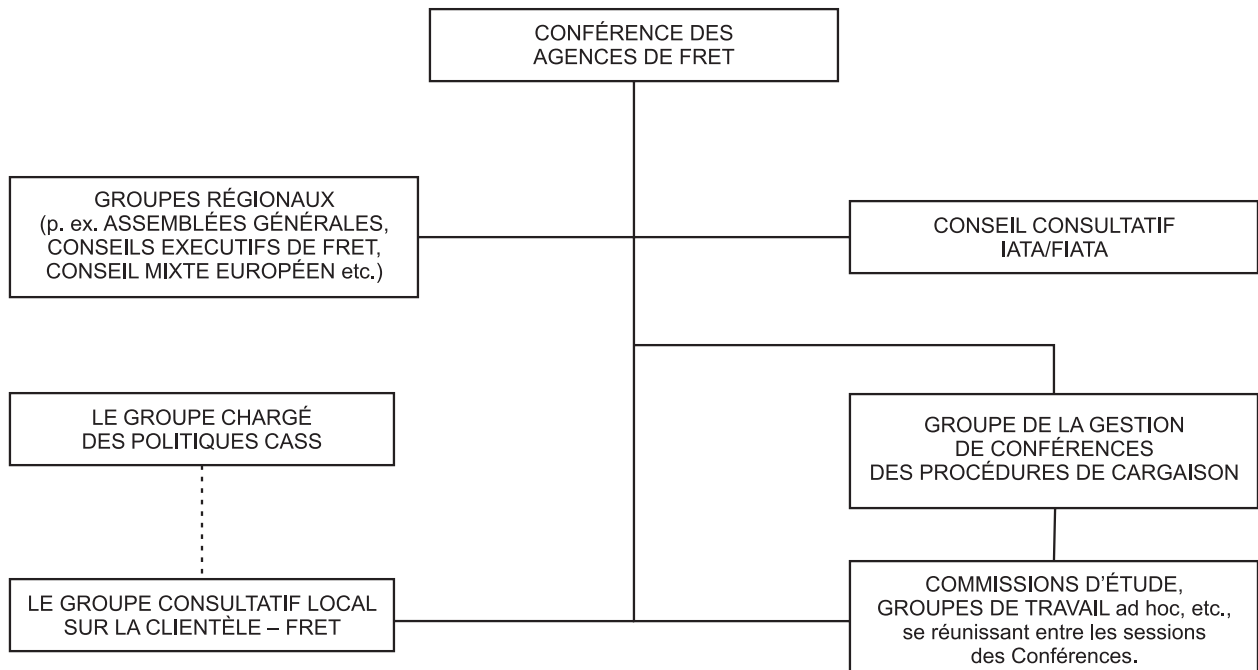 CONFÉRENCE DES
AGENCES DE FRET
GROUPES RÉGIONAUX
(p. ex. ASSEMBLÉES GÉNÉRALES,
CONSEILS EXECUTIFS DE FRET,
CONSEIL MIXTE EUROPÉEN etc.)
CONSEIL CONSULTATIF
IATA/FIATA
LE GROUPE CHARGÉ
DES POLITIQUES CASS
GROUPE DE LA GESTION
DE CONFÉRENCES
DES PROCÉDURES DE CARGAISON
LE GROUPE CONSULTATIF LOCAL
SUR LA CLIENTÈLE – FRET
COMMISSIONS D'ÉTUDE,
GROUPES DE TRAVAIL ad hoc, etc.,
se réunissant entre les sessions
des Conférences.